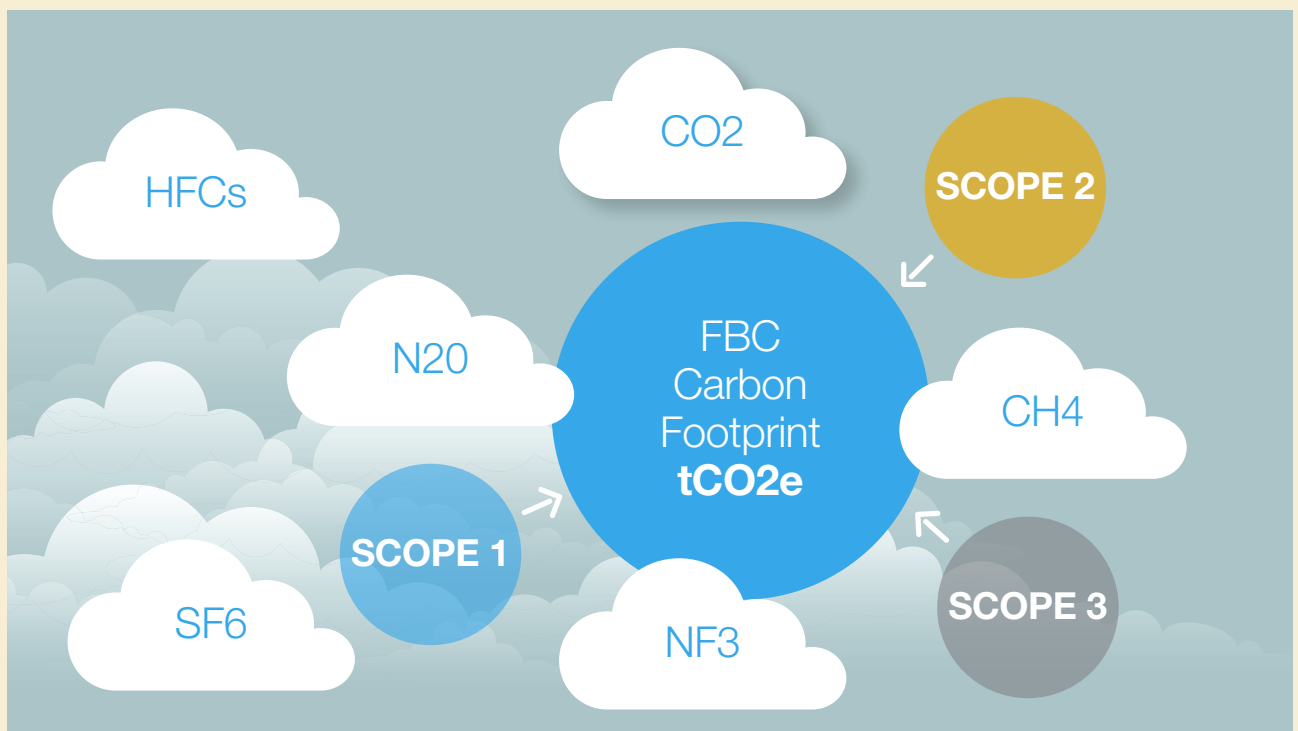 CO2
HFCs
SCOPE 2
FBC
Carbon
Footprint
tCO2e
N20
CH4
SCOPE 1
SCOPE 3
SF6
NF3